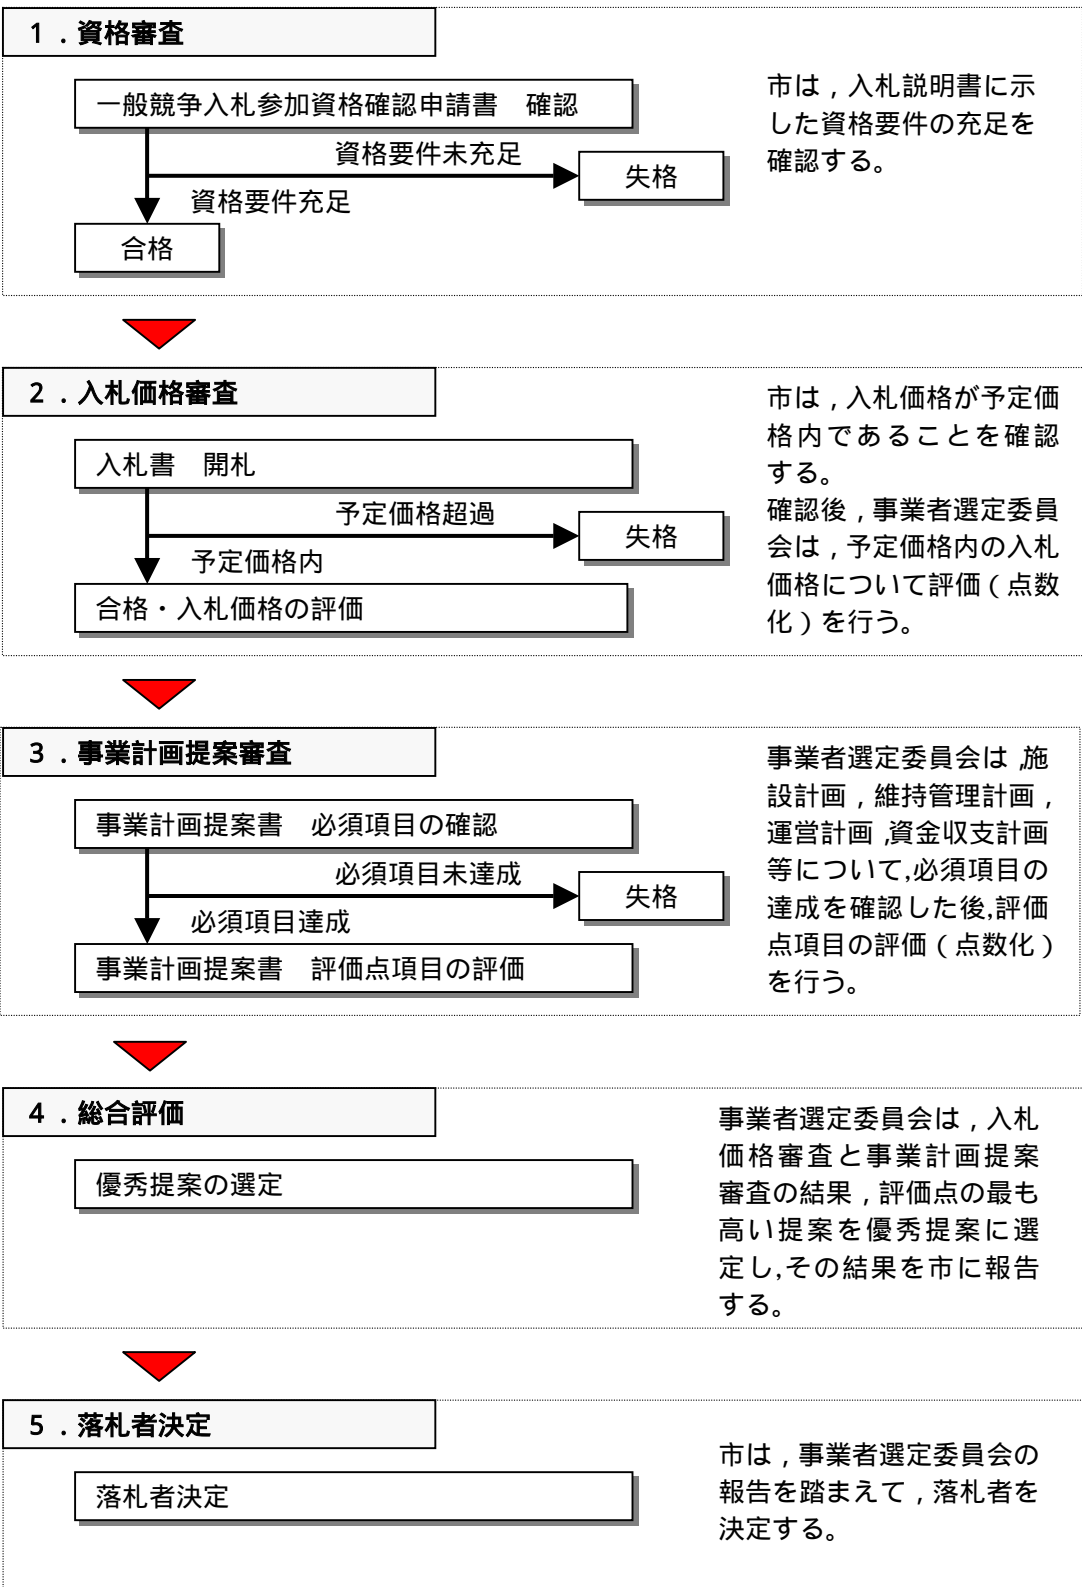 １．資格審査
一般競争入札参加資格確認申請書　確認
資格要件未充足
失格
資格要件充足
合格
市は，入札説明書に示
した資格要件の充足を
確認する。
２．入札価格審査
入札書　開札
予定価格超過
失格
予定価格内
合格・入札価格の評価
市は，入札価格が予定価
格内であることを確認
する。
確認後，事業者選定委員
会は，予定価格内の入札
価格について評価（点数
化）を行う。
３．事業計画提案審査
事業計画提案書　必須項目の確認
必須項目未達成
失格
必須項目達成
事業計画提案書　評価点項目の評価
事業者選定委員会は,施
設計画，維持管理計画，
運営計画,資金収支計画
等について,必須項目の
達成を確認した後,評価
点項目の評価（点数化）
を行う。
４．総合評価
優秀提案の選定
事業者選定委員会は，入札
価格審査と事業計画提案
審査の結果，評価点の最も
高い提案を優秀提案に選
定し,その結果を市に報告
する。
５．落札者決定
落札者決定
市は，事業者選定委員会の
報告を踏まえて，落札者を
決定する。